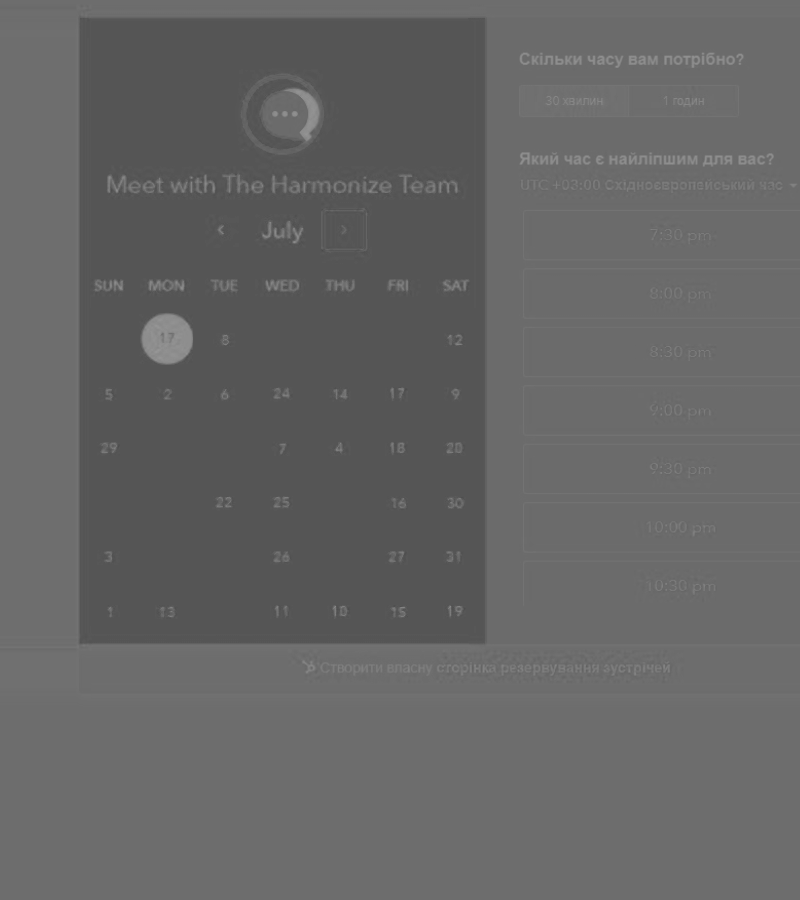 Meet with The Harmonize Team
July
SUN MON TUE WED THU FRI SAT
17 8 12
5 2 6 24 14 17 9
29 7 4 18 28
22 25 16 30
3 26 27 31
1 13 11 10 15 19
Скільки часу вам потрібно?
30 хвилин 1 годин
Який час є найліпшим для вас?
UTC +03:00 Східноєвропейський час
7:30 pm
8:00 pm
8:30 pm
9:00 pm
9:30 pm
10:00 pm
10:30 pm
Створити власну сторінка резервування зустрічей